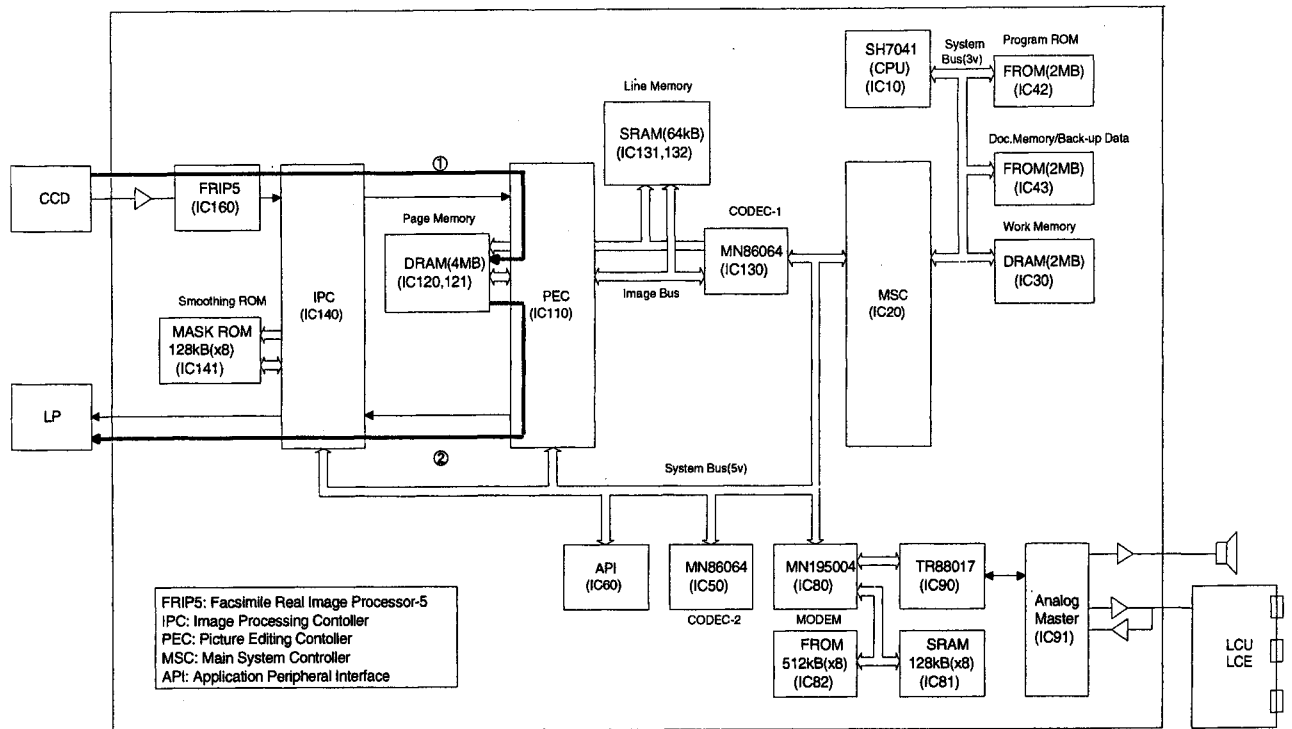 SH7041
(CPU)
(IC10)
System
Bus(3v)
Program ROM
FROM(2MB)
(IC42)
Doc.Memory/Back-up Data
FROM(2MB)
(IC43)
Work Memory
DRAM(2MB)
(IC30)
Line Memory
SRAM(64kB)
(IC131,132)
CCD
FRIP5
(IC160)
①
Page Memory
DRAM(4MB)
(IC120,121)
CODEC-1
MN86064
(IC130)
Image Bus
IPC
(IC140)
PEC
(IC110)
MSC
(IC20)
Smoothing ROM
MASK ROM
128kB(x8)
(IC141)
LP
②
System Bus(5v)
API
(IC60)
MN86064
(IC50)
CODEC-2
MN195004
(IC80)
MODEM
TR88017
(IC90)
FROM
512kB(x8)
(IC82)
SRAM
128kB(x8)
(IC81)
Analog
Master
(IC91)
LCU
LCE
FRIP5: Facsimile Real Image Processor-5
IPC: Image Processing Contoller
PEC: Picture Editing Contoller
MSC: Main System Controller
API: Application Peripheral Interface